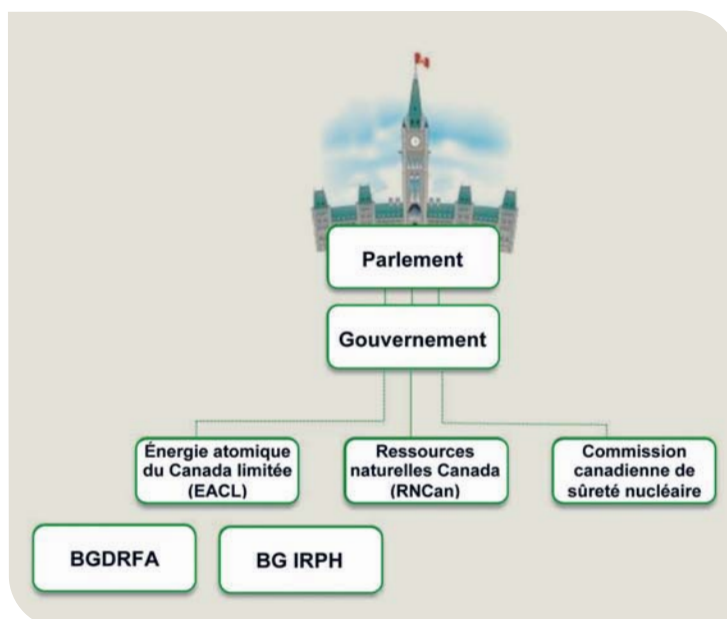 Parlement
Gouvernement
Énergie atomique
du Canada limitée
(EACL)
Ressources
naturelles Canada
(RNCan)
Commission
canadienne de
sûreté nucléaire
BGDRFA
BG IRPH